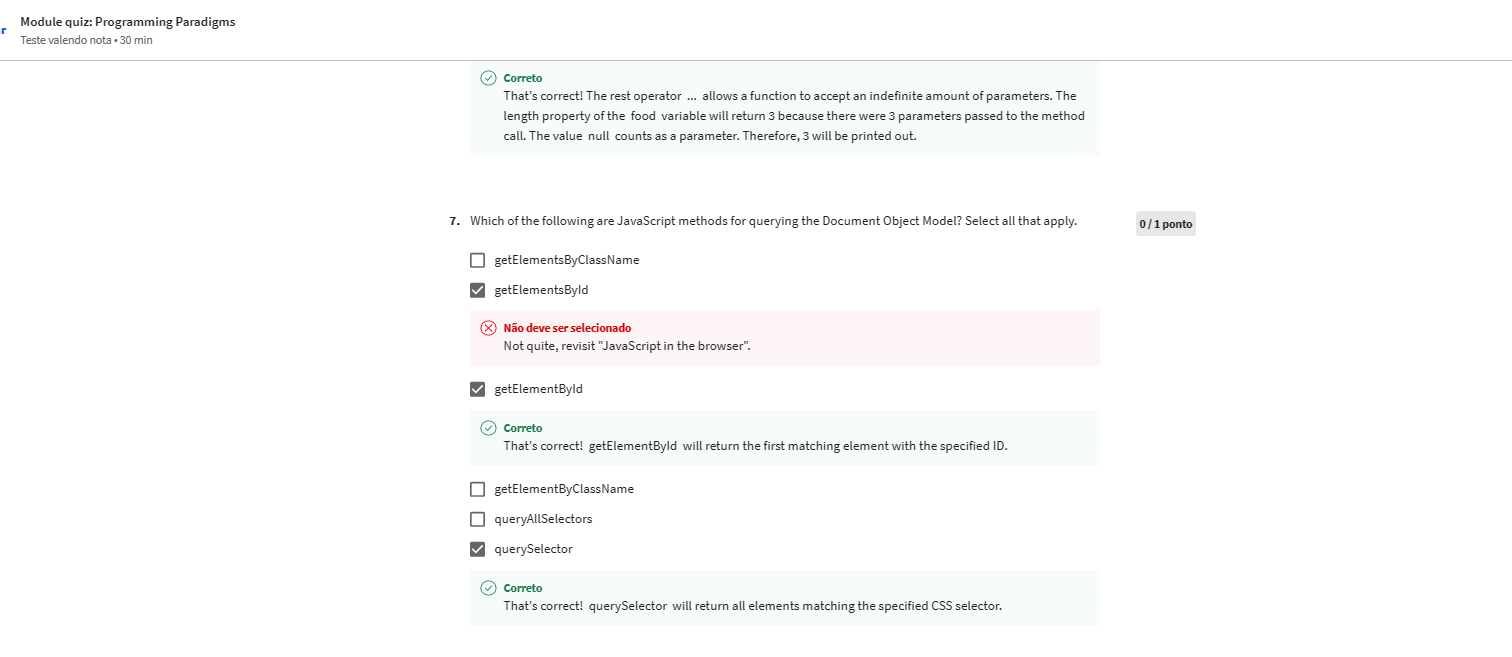 Module quiz: Programming Paradigms
r
Teste valendo nota • 30 min
Correto
That's correct! The rest operator ... allows a function to accept an indefinite amount of parameters. The
length property of the food variable will return 3 because there were 3 parameters passed to the method
call. The value null counts as a parameter. Therefore, 3 will be printed out.
7. Which of the following are JavaScript methods for querying the Document Object Model? Select all that apply.
0 / 1 ponto
getElementsByClassName
getElementsById
Não deve ser selecionado
Not quite, revisit "JavaScript in the browser".
getElementById
Correto
That's correct! getElementById will return the first matching element with the specified ID.
getElementByClassName
queryAllSelectors
querySelector
Correto
That's correct! querySelector will return all elements matching the specified CSS selector.